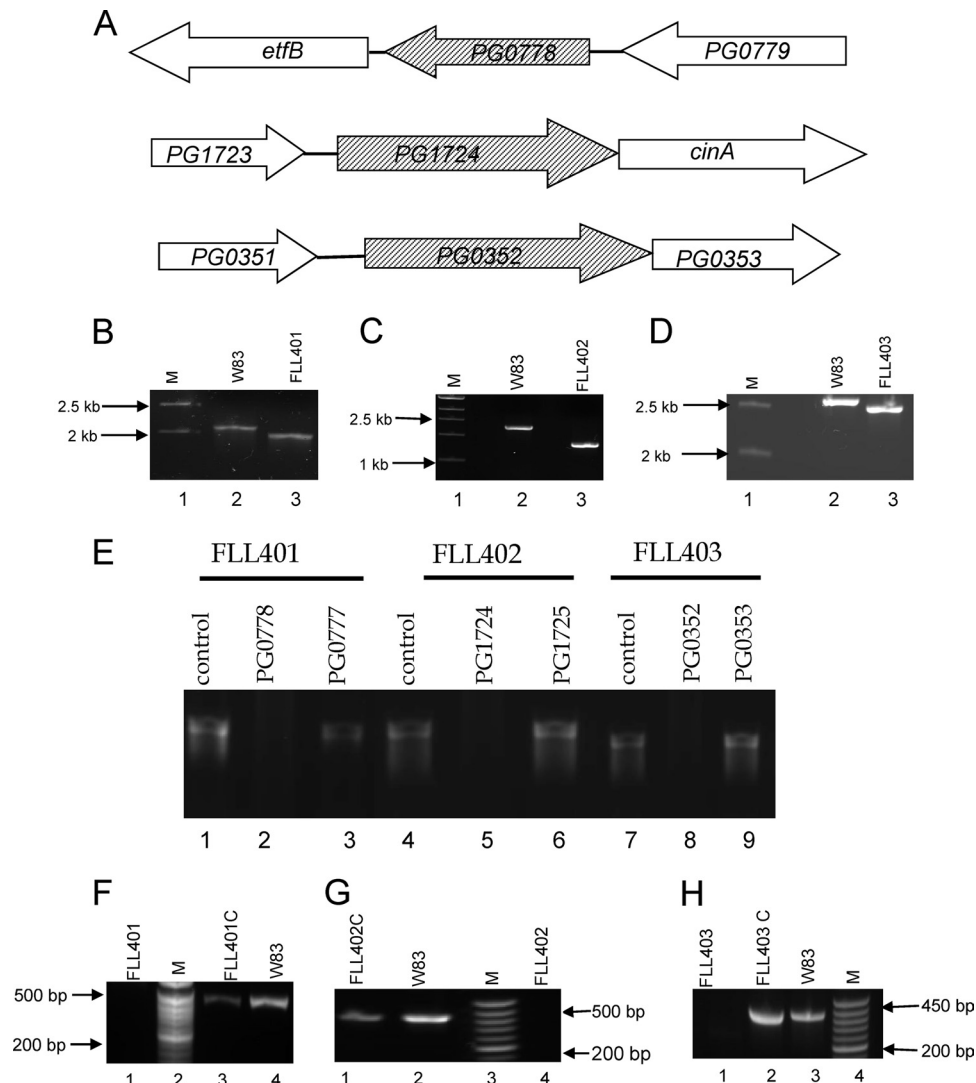 A
etfB PG0778 PG0779
PG1723 PG1724 cinA
PG0351 PG0352 PG0353
B
M W83 FLL401
2.5 kb
2 kb
1 2 3
C
M W83 FLL402
2.5 kb
1 kb
1 2 3
D
M W83 FLL403
2.5 kb
2 kb
1 2 3
E
FLL401 FLL402 FLL403
control PG0778 PG0777 control PG1724 PG1725 control PG0352 PG0353
1 2 3 4 5 6 7 8 9
F
FLL401 M FLL401C W83
500 bp
200 bp
1 2 3 4
G
FLL402C W83 M FLL402
500 bp
200 bp
1 2 3 4
H
FLL403 FLL403 C W83 M
450 bp
200 bp
1 2 3 4